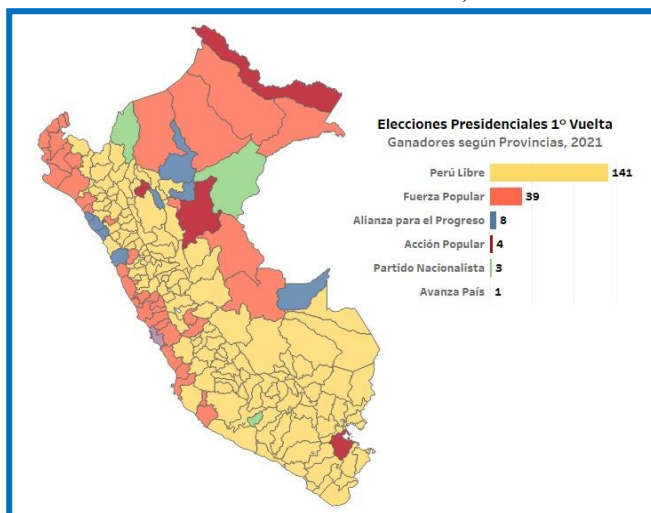 Elecciones Presidenciales 1º Vuelta
Ganadores según Provincias, 2021
Perú Libre 141
Fuerza Popular 39
Alianza para el Progreso 8
Acción Popular 4
Partido Nacionalista 3
Avanza País 1